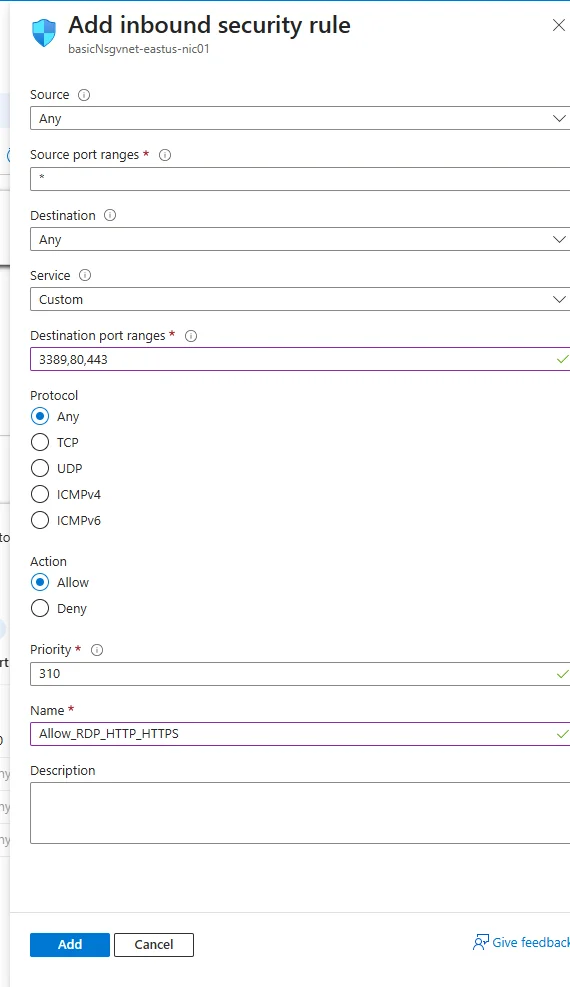 Add inbound security rule
basicNsgvnet-eastus-nic01
Source
Any
Source port ranges *
*
Destination
Any
Service
Custom
Destination port ranges *
3389,80,443
Protocol
Any
TCP
UDP
ICMPv4
ICMPv6
Action
Allow
Deny
Priority *
310
Name *
Allow_RDP_HTTP_HTTPS
Description
Add Cancel Give feedback